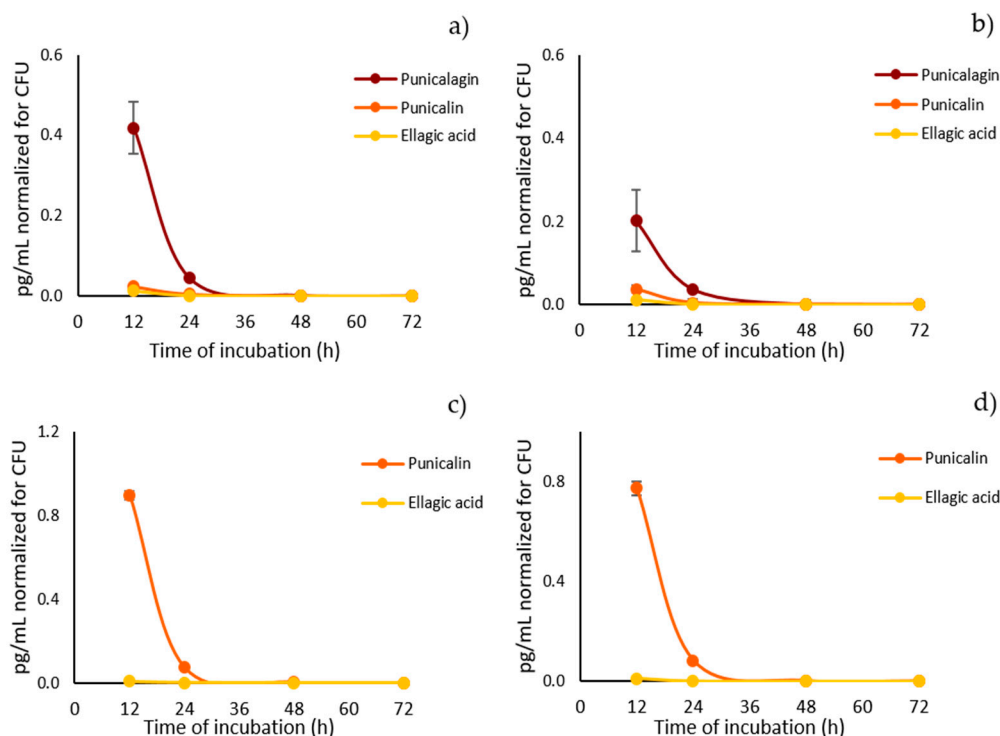 a)
pg/mL normalized for CFU
0.6
0.4
0.2
0.0
Punicalagin
Punicalin
Ellagic acid
0 12 24 36 48 60 72
Time of incubation (h)
b)
pg/mL normalized for CFU
0.6
0.4
0.2
0.0
Punicalagin
Punicalin
Ellagic acid
0 12 24 36 48 60 72
Time of incubation (h)
c)
pg/mL normalized for CFU
1.2
0.8
0.4
0.0
Punicalin
Ellagic acid
0 12 24 36 48 60 72
Time of incubation (h)
d)
pg/mL normalized for CFU
0.8
0.4
0.0
Punicalin
Ellagic acid
0 12 24 36 48 60 72
Time of incubation (h)